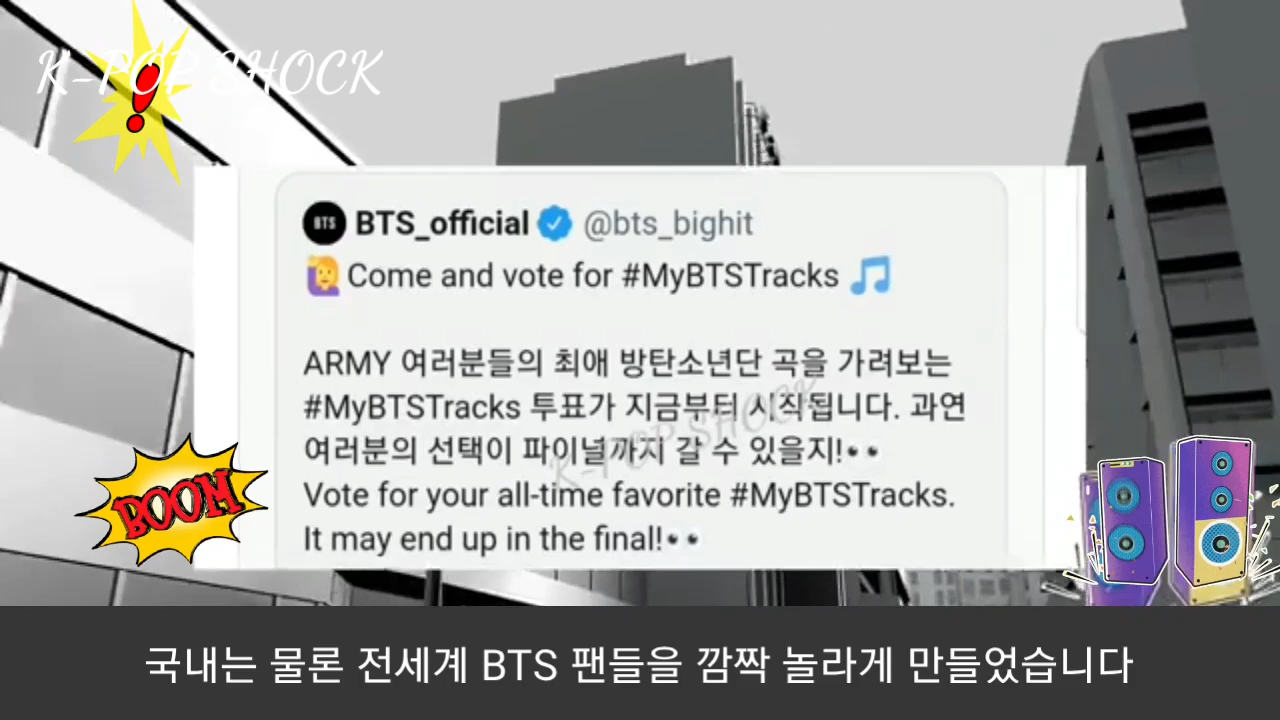 K-POP SHOCK
BTS BTS_official @bts_bighit
Come and vote for #MyBTSTracks
ARMY 여러분들의 최애 방탄소년단 곡을 가려보는
#MyBTSTracks 투표가 지금부터 시작됩니다. 과연
여러분의 선택이 파이널까지 갈 수 있을지!
Vote for your all-time favorite #MyBTSTracks.
It may end up in the final!
K-POP SHOCK
BOOM
국내는 물론 전세계 BTS 팬들을 깜짝 놀라게 만들었습니다